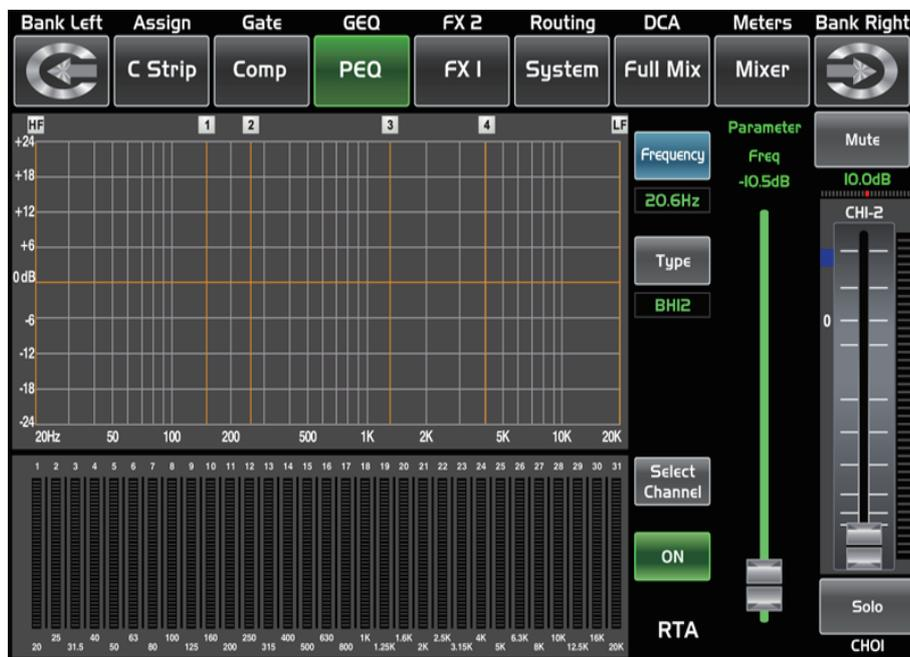 Bank Left Assign Gate GEQ FX 2 Routing DCA Meters Bank Right
C Strip Comp PEQ FX 1 System Full Mix Mixer
HF 1 2 3 4 LF
+24
+18
+12
+6
0 dB
-6
-12
-18
-24
20Hz 50 100 200 500 1K 2K 5K 10K 20K
1 2 3 4 5 6 7 8 9 10 11 12 13 14 15 16 17 18 19 20 21 22 23 24 25 26 27 28 29 30 31
25 40 63 100 160 250 400 630 1K 1.6K 2.5K 4K 6.3K 10K 16K
20 31.5 50 80 125 200 315 500 800 1.25K 2K 3.15K 5K 8K 12.5K 20K
Frequency
20.6Hz
Type
BH12
Select
Channel
ON
RTA
Parameter
Freq
-10.5dB
Mute
10.0dB
CH1-2
0
Solo
CH01